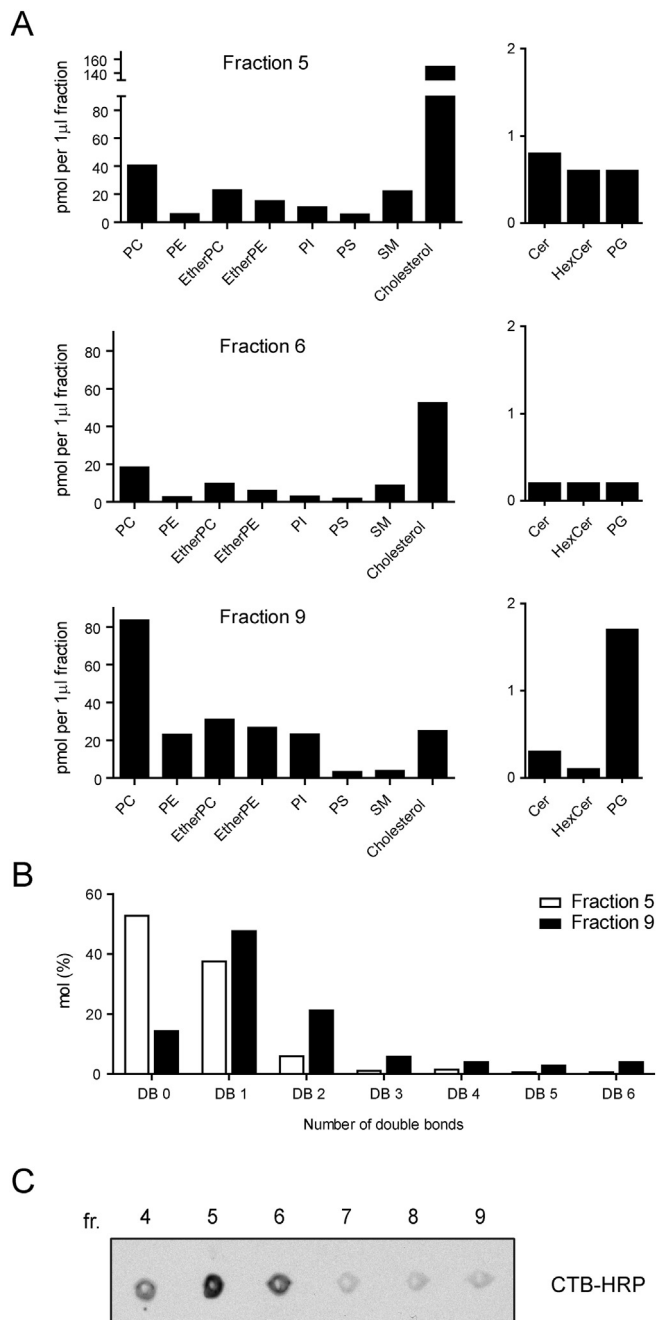 A
Fraction 5
pmol per 1μl fraction
160
140
80
60
40
20
0
PC
PE
EtherPC
EtherPE
PI
PS
SM
Cholesterol
2
1
0
Cer
HexCer
PG
Fraction 6
pmol per 1μl fraction
80
60
40
20
0
PC
PE
EtherPC
EtherPE
PI
PS
SM
Cholesterol
2
1
0
Cer
HexCer
PG
Fraction 9
pmol per 1μl fraction
80
60
40
20
0
PC
PE
EtherPC
EtherPE
PI
PS
SM
Cholesterol
2
1
0
Cer
HexCer
PG
B
Fraction 5
Fraction 9
mol (%)
60
40
20
0
DB 0 DB 1 DB 2 DB 3 DB 4 DB 5 DB 6
Number of double bonds
C
fr. 4 5 6 7 8 9
CTB-HRP